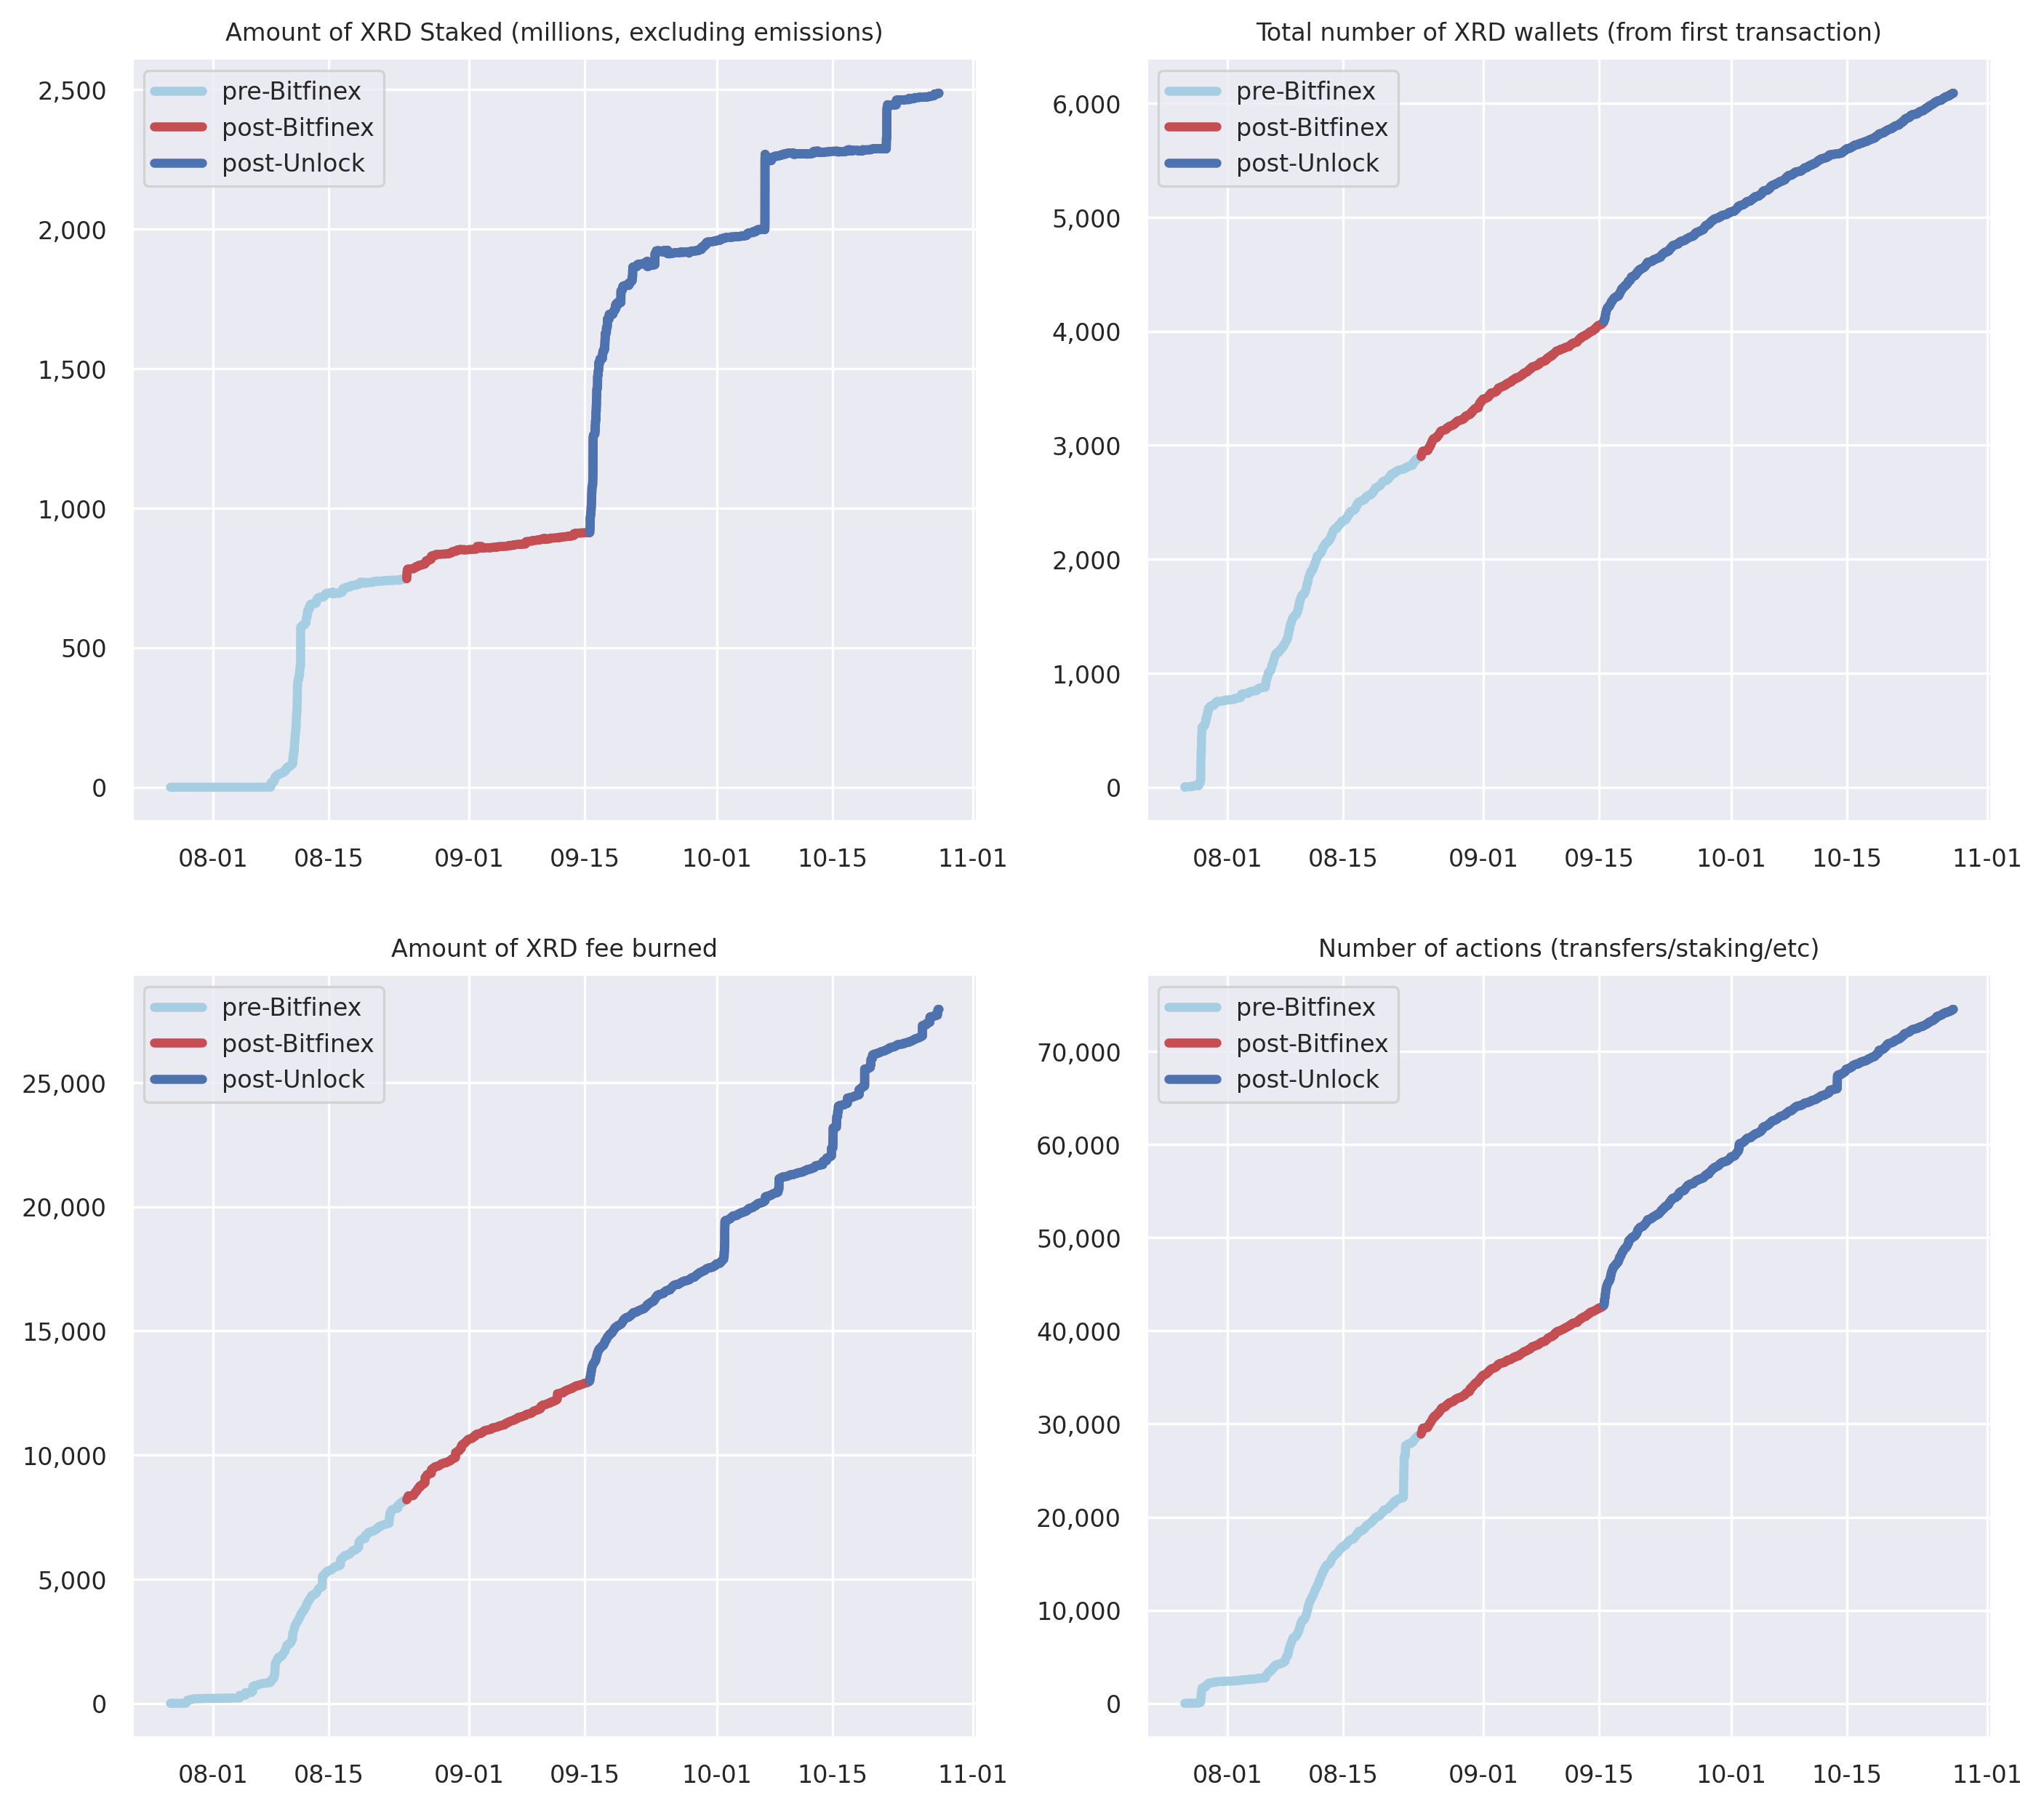 Amount of XRD Staked (millions, excluding emissions)
pre-Bitfinex
post-Bitfinex
post-Unlock
2,500
2,000
1,500
1,000
500
0
08-01 08-15 09-01 09-15 10-01 10-15 11-01
Total number of XRD wallets (from first transaction)
pre-Bitfinex
post-Bitfinex
post-Unlock
6,000
5,000
4,000
3,000
2,000
1,000
0
08-01 08-15 09-01 09-15 10-01 10-15 11-01
Amount of XRD fee burned
pre-Bitfinex
post-Bitfinex
post-Unlock
25,000
20,000
15,000
10,000
5,000
0
08-01 08-15 09-01 09-15 10-01 10-15 11-01
Number of actions (transfers/staking/etc)
pre-Bitfinex
post-Bitfinex
post-Unlock
70,000
60,000
50,000
40,000
30,000
20,000
10,000
0
08-01 08-15 09-01 09-15 10-01 10-15 11-01